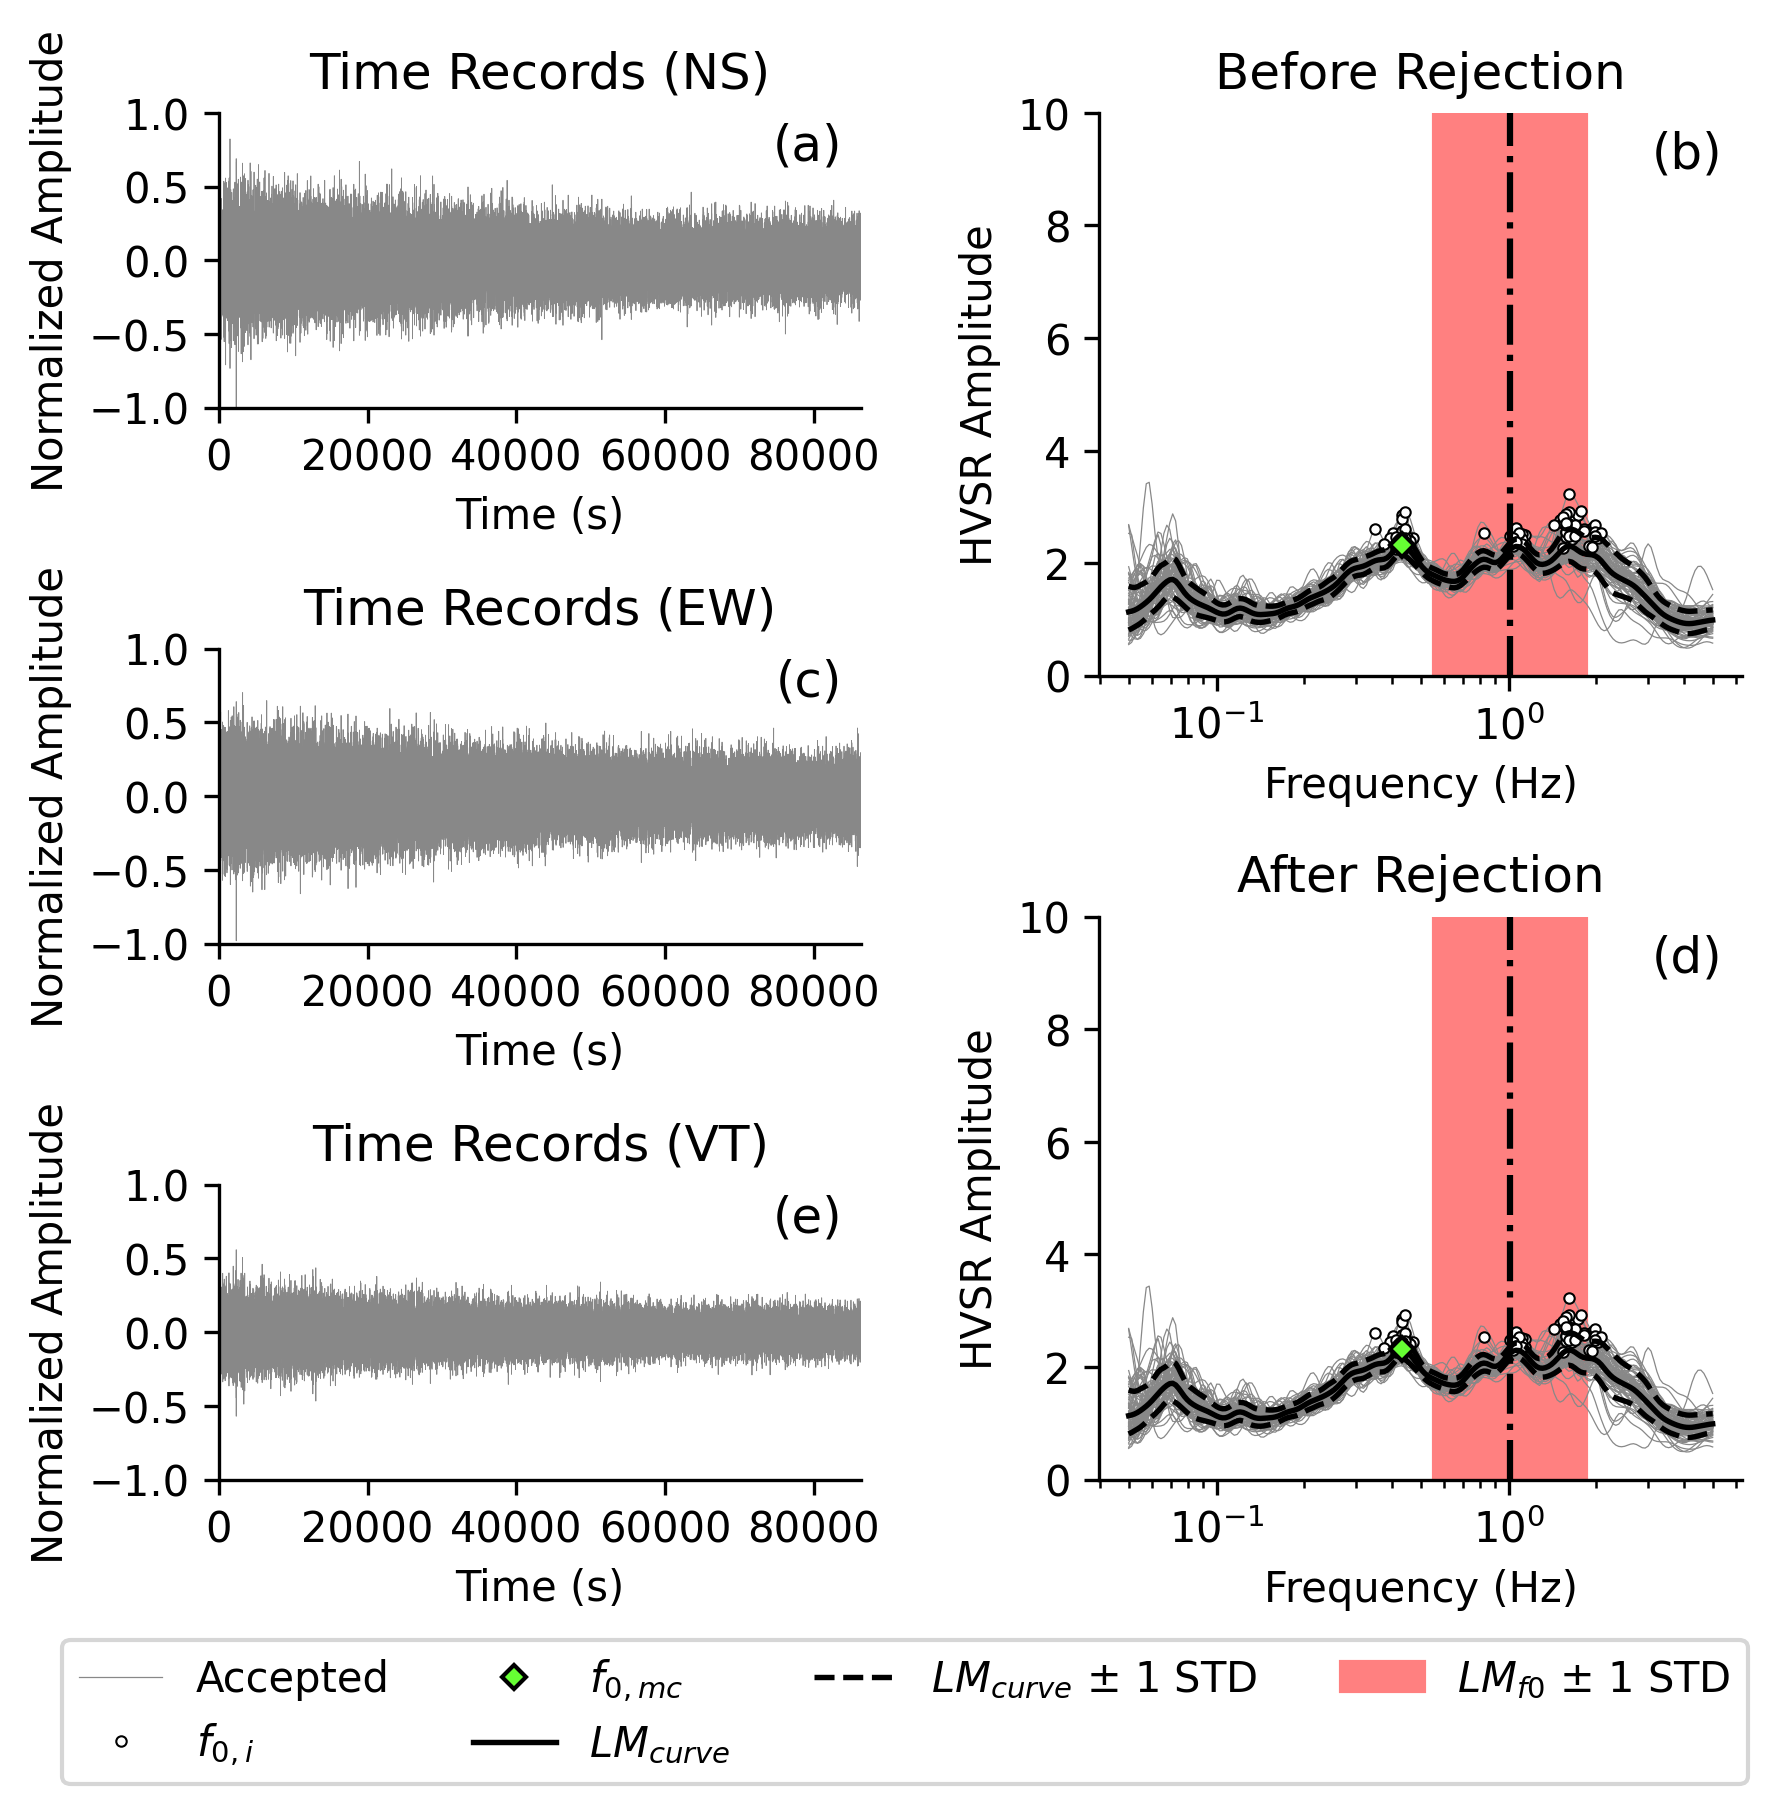 Time Records (NS)
(a)
Normalized Amplitude
1.0
0.5
0.0
−0.5
−1.0
0 20000 40000 60000 80000
Time (s)
Before Rejection
(b)
HVSR Amplitude
10
8
6
4
2
0
10⁻¹ 10⁰
Frequency (Hz)
Time Records (EW)
(c)
Normalized Amplitude
1.0
0.5
0.0
−0.5
−1.0
0 20000 40000 60000 80000
Time (s)
After Rejection
(d)
HVSR Amplitude
10
8
6
4
2
0
10⁻¹ 10⁰
Frequency (Hz)
Time Records (VT)
(e)
Normalized Amplitude
1.0
0.5
0.0
−0.5
−1.0
0 20000 40000 60000 80000
Time (s)
Accepted
f0,i
f0,mc
LMcurve
LMcurve ± 1 STD
LMf0 ± 1 STD